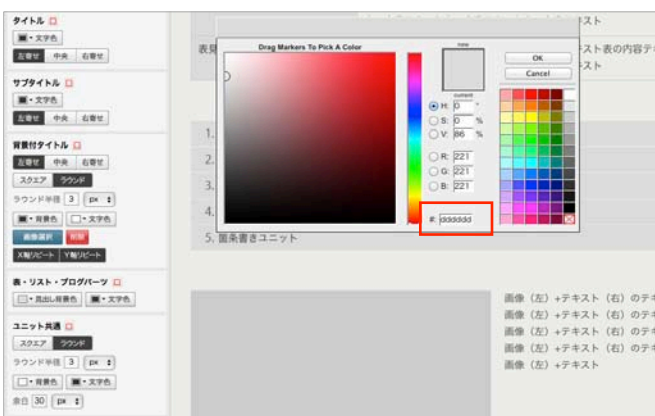 タイトル
文字色
左寄せ 中央 右寄せ
サブタイトル
文字色
左寄せ 中央 右寄せ
背景付タイトル
左寄せ 中央 右寄せ
スクエア ラウンド
ラウンド半径 3 px
背景色 文字色
画像選択 削除
X軸リピート Y軸リピート
表・リスト・ブログパーツ
見出し背景色 文字色
ユニット共通
スクエア ラウンド
ラウンド半径 3 px
背景色 文字色
余白 30 px
テキスト
表見
スト表の内容テキ
スト
Drag Markers To Pick A Color
new
current
OK
Cancel
H: 0 °
S: 0 %
V: 86 %
R: 221
G: 221
B: 221
#: dddddd
1.
2.
3.
4.
5. 箇条書きユニット
画像（左）+テキスト（右）のテキ
画像（左）+テキスト（右）のテキ
画像（左）+テキスト（右）のテキ
画像（左）+テキスト（右）のテキ
画像（左）+テキスト